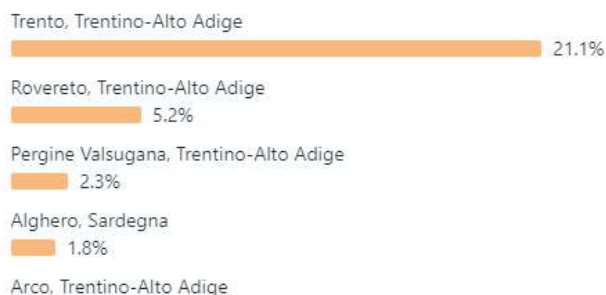 Trento, Trentino-Alto Adige
21.1%
Rovereto, Trentino-Alto Adige
5.2%
Pergine Valsugana, Trentino-Alto Adige
2.3%
Alghero, Sardegna
1.8%
Arco, Trentino-Alto Adige